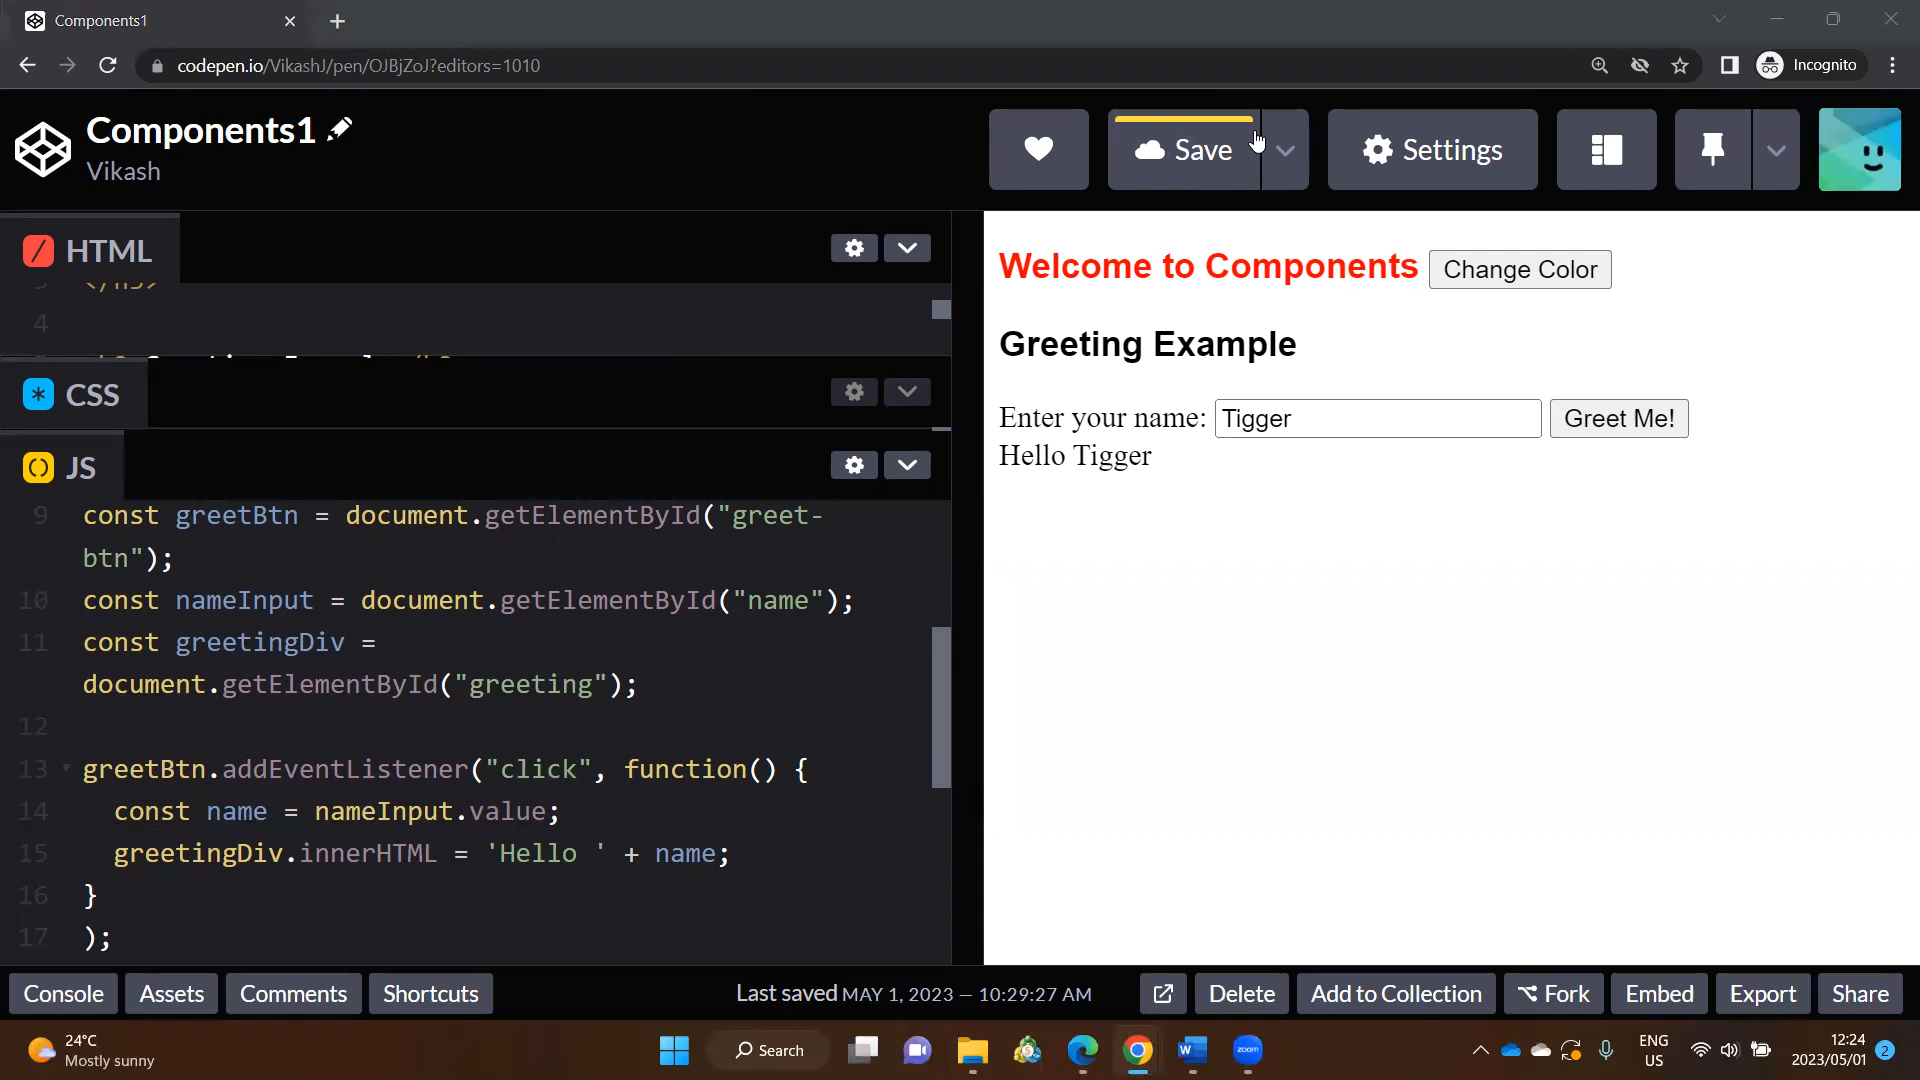 Components1
codepen.io/VikashJ/pen/OJBjZoJ?editors=1010
Incognito
Components1
Vikash
Save
Settings
HTML
4
CSS
JS
9 const greetBtn = document.getElementById("greet-
btn");
10 const nameInput = document.getElementById("name");
11 const greetingDiv =
document.getElementById("greeting");
12
13 greetBtn.addEventListener("click", function() {
14 const name = nameInput.value;
15 greetingDiv.innerHTML = 'Hello ' + name;
16 }
17 );
Welcome to Components Change Color
Greeting Example
Enter your name: Tigger Greet Me!
Hello Tigger
Console Assets Comments Shortcuts Last saved MAY 1, 2023 — 10:29:27 AM Delete Add to Collection Fork Embed Export Share
24°C
Mostly sunny
Search
zoom
ENG
US
12:24
2023/05/01
2